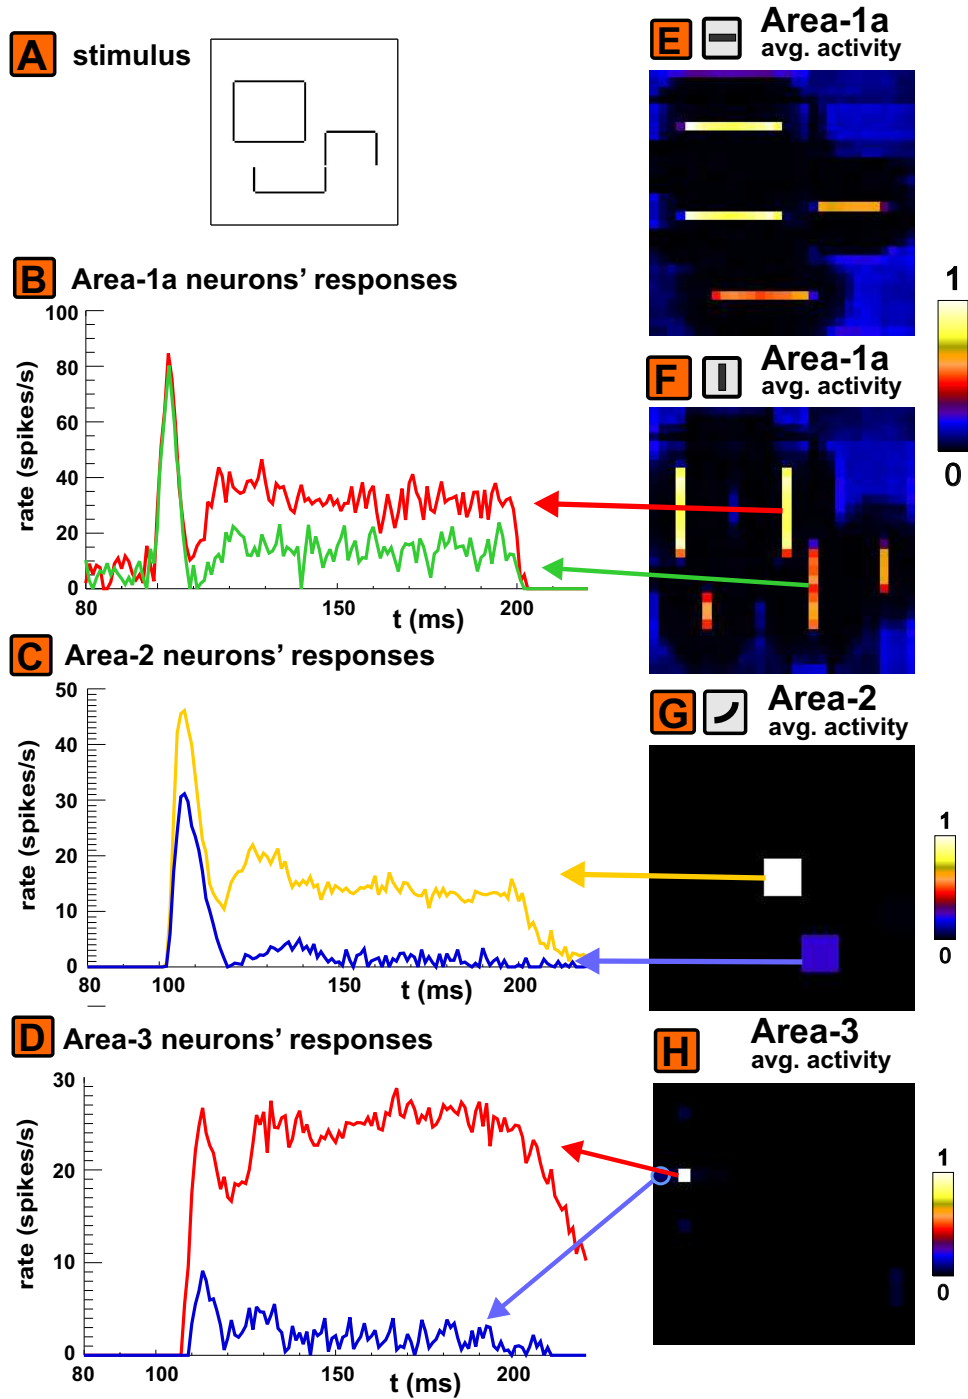 A stimulus
E Area-1a
avg. activity
B Area-1a neurons' responses
100
80
60
40
20
0
rate (spikes/s)
80
150
200
t (ms)
1
0
F Area-1a
avg. activity
C Area-2 neurons' responses
50
40
30
20
10
0
rate (spikes/s)
80
100
150
200
t (ms)
G Area-2
avg. activity
1
0
D Area-3 neurons' responses
30
20
10
0
rate (spikes/s)
80
100
150
200
t (ms)
H Area-3
avg. activity
1
0